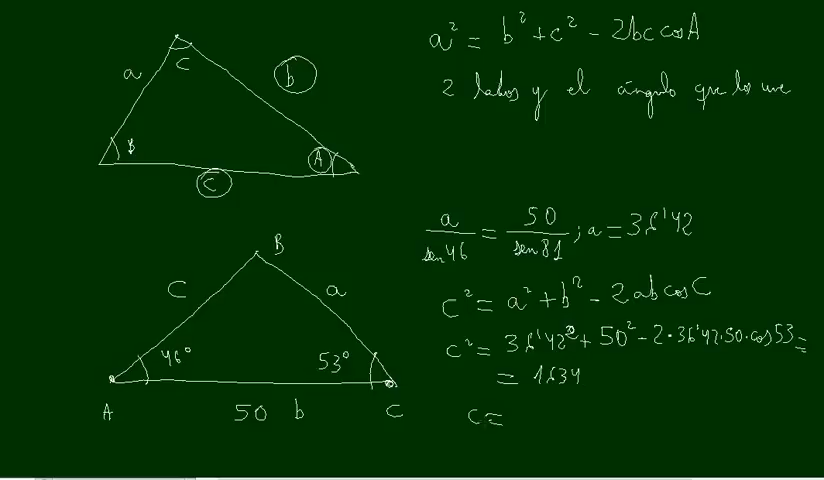 a² = b² + c² - 2bc cos A
2 lados y el ángulo que los une
a
C
b
B
A
c
a/sen 46 = 50/sen 81 ; a = 36'42
c² = a² + b² - 2ab cos C
c² = 36'42² + 50² - 2·36'42·50·cos 53 =
= 1634
c =
B
c
a
46°
53°
A
50 b
C